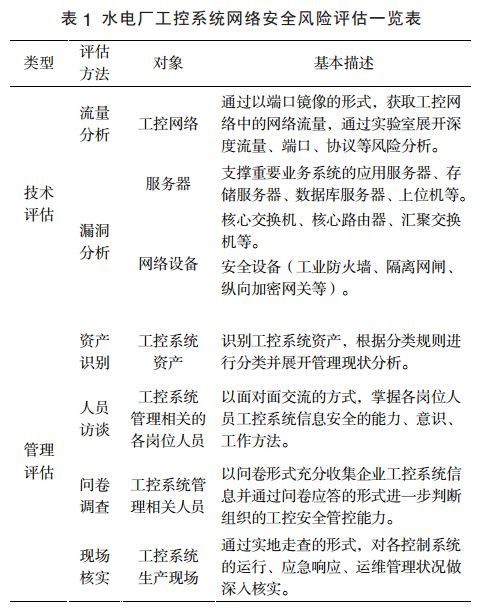 表 1 水电厂工控系统网络安全风险评估一览表
类型
评估
方法
对象
基本描述
技术
评估
流量
分析
工控网络
通过以端口镜像的形式，获取工控网
络中的网络流量，通过实验室展开深
度流量、端口、协议等风险分析。
漏洞
分析
服务器
支撑重要业务系统的应用服务器、存
储服务器、数据库服务器、上位机等。
网络设备
核心交换机、核心路由器、汇聚交换
机等。
安全设备（工业防火墙、隔离网闸、
纵向加密网关等）。
管理
评估
资产
识别
工控系统
资产
识别工控系统资产，根据分类规则进
行分类并展开管理现状分析。
人员
访谈
工控系统
管理相关的
各岗位人员
以面对面交流的方式，掌握各岗位人
员工控系统信息安全的能力、意识、
工作方法。
问卷
调查
工控系统管
理相关人员
以问卷形式充分收集企业工控系统信
息并通过问卷应答的形式进一步判断
组织的工控安全管控能力。
现场
核实
工控系统
生产现场
通过实地走查的形式，对各控制系统
的运行、应急响应、运维管理状况做
深入核实。